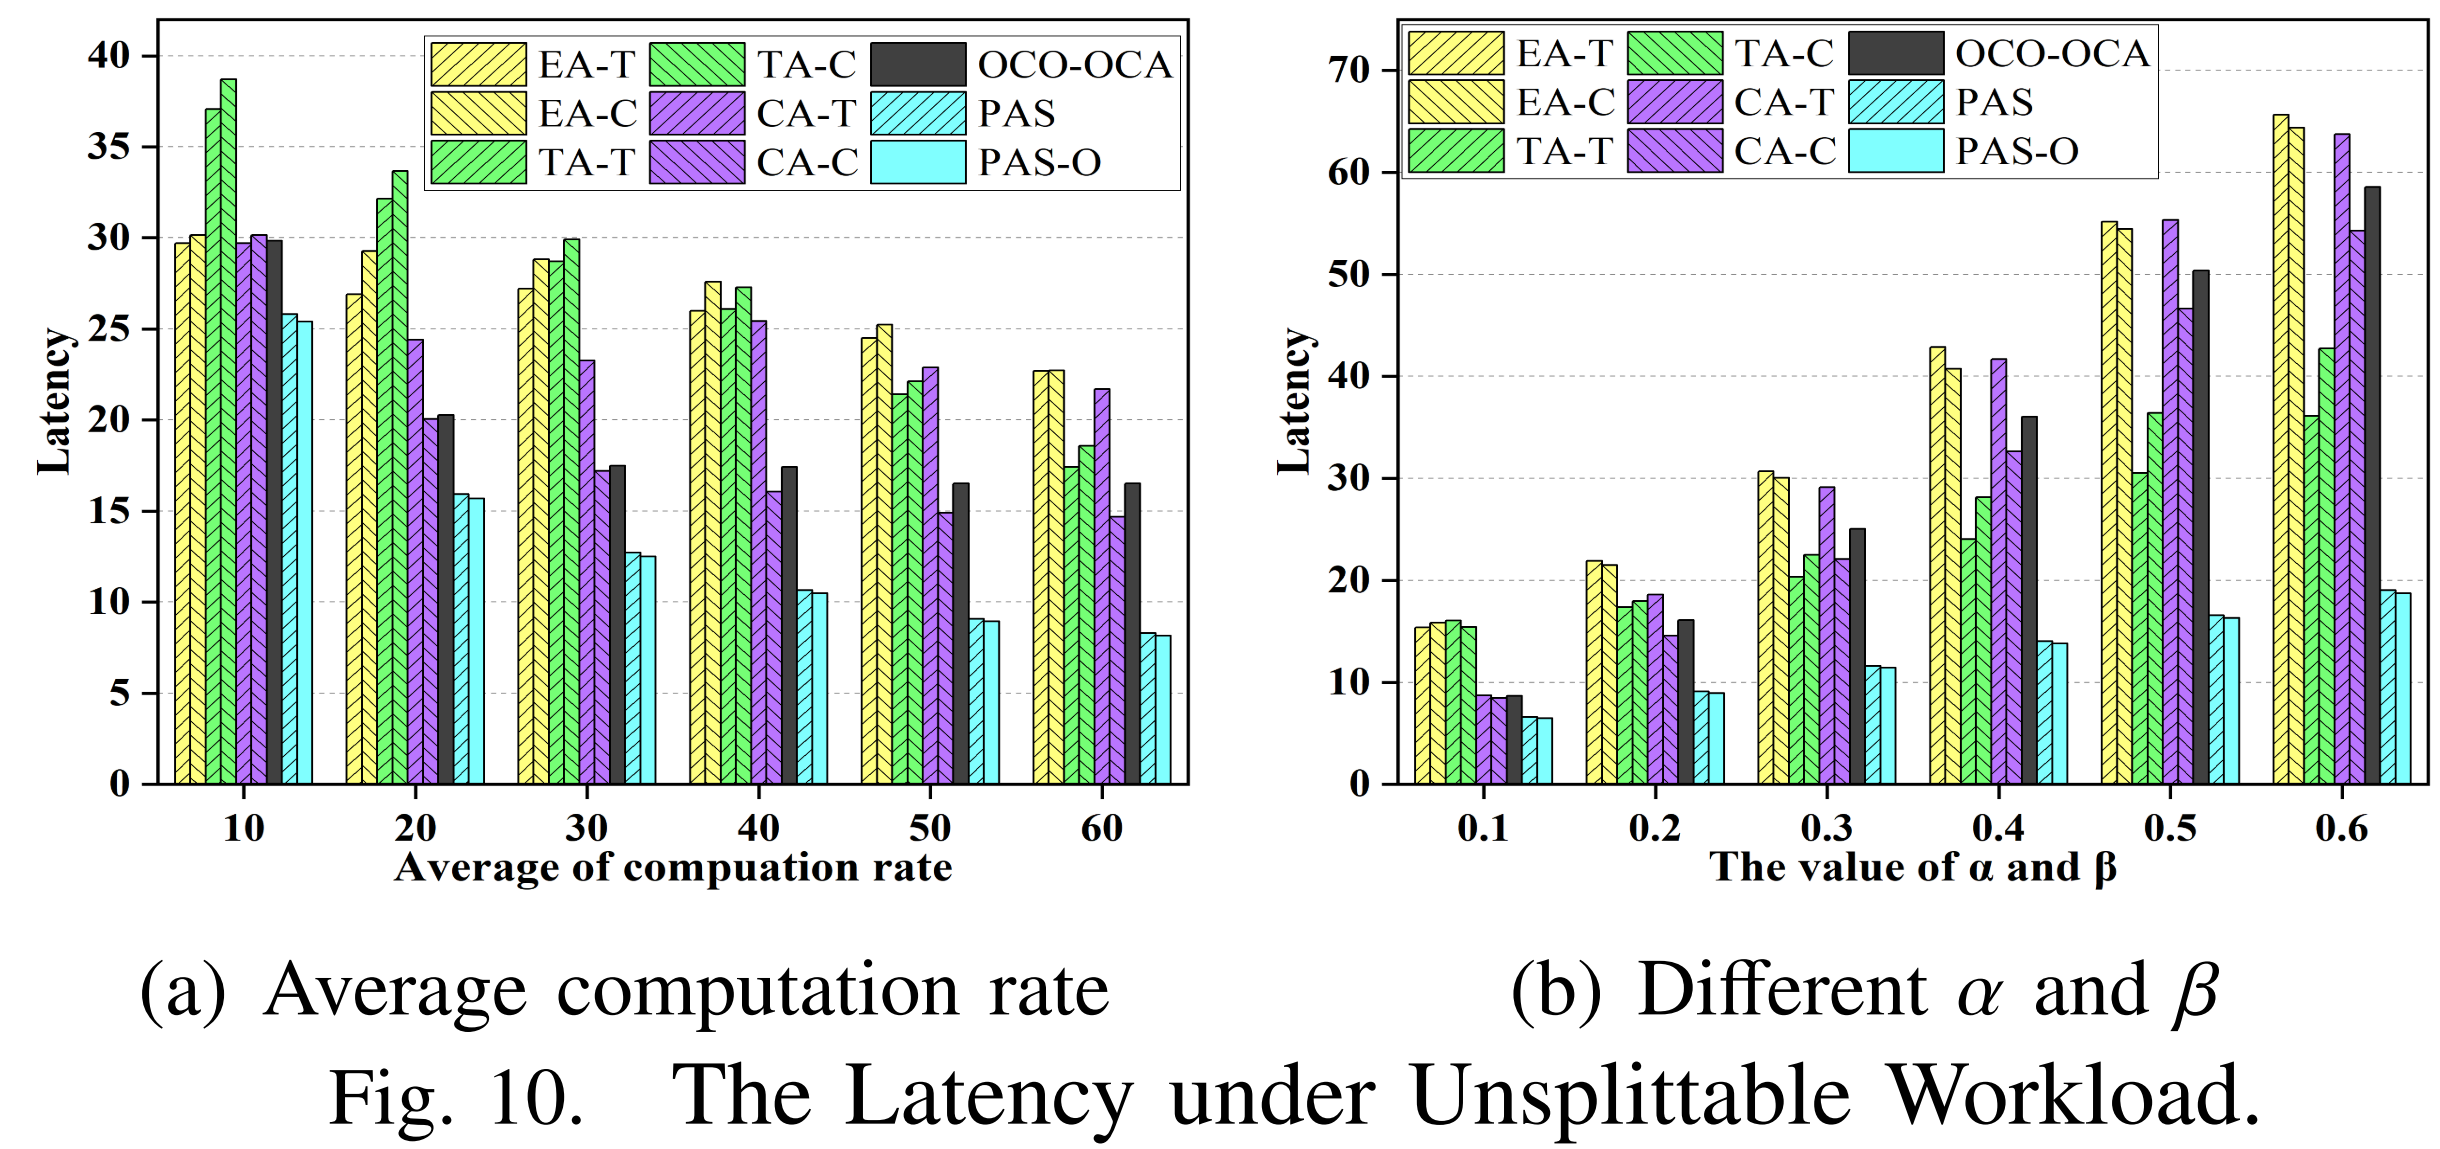 40
35
30
25
20
15
10
5
0
Latency
EA-T TA-C OCO-OCA
EA-C CA-T PAS
TA-T CA-C PAS-O
10 20 30 40 50 60
Average of compuation rate
70
60
50
40
30
20
10
0
Latency
EA-T TA-C OCO-OCA
EA-C CA-T PAS
TA-T CA-C PAS-O
0.1 0.2 0.3 0.4 0.5 0.6
The value of α and β
(a) Average computation rate
(b) Different α and β
Fig. 10. The Latency under Unsplittable Workload.